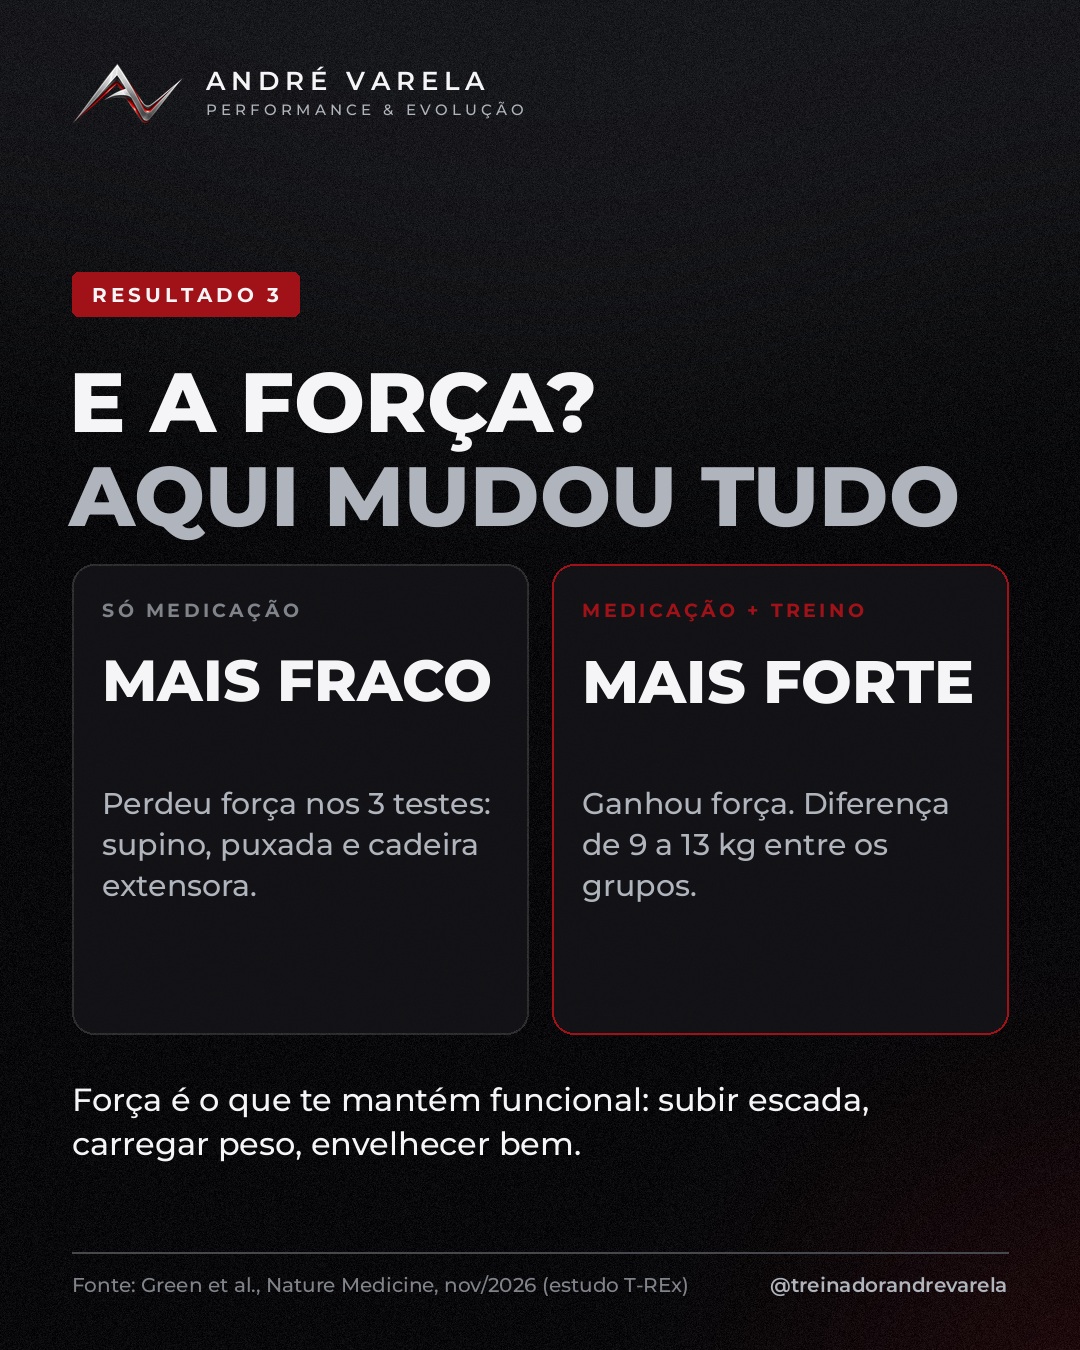 ANDRÉ VARELA
PERFORMANCE & EVOLUÇÃO
RESULTADO 3
E A FORÇA?
AQUI MUDOU TUDO
SÓ MEDICAÇÃO
MAIS FRACO
Perdeu força nos 3 testes:
supino, puxada e cadeira
extensora.
MEDICAÇÃO + TREINO
MAIS FORTE
Ganhou força. Diferença
de 9 a 13 kg entre os
grupos.
Força é o que te mantém funcional: subir escada,
carregar peso, envelhecer bem.
Fonte: Green et al., Nature Medicine, nov/2026 (estudo T-REx)
@treinadorandrevarela